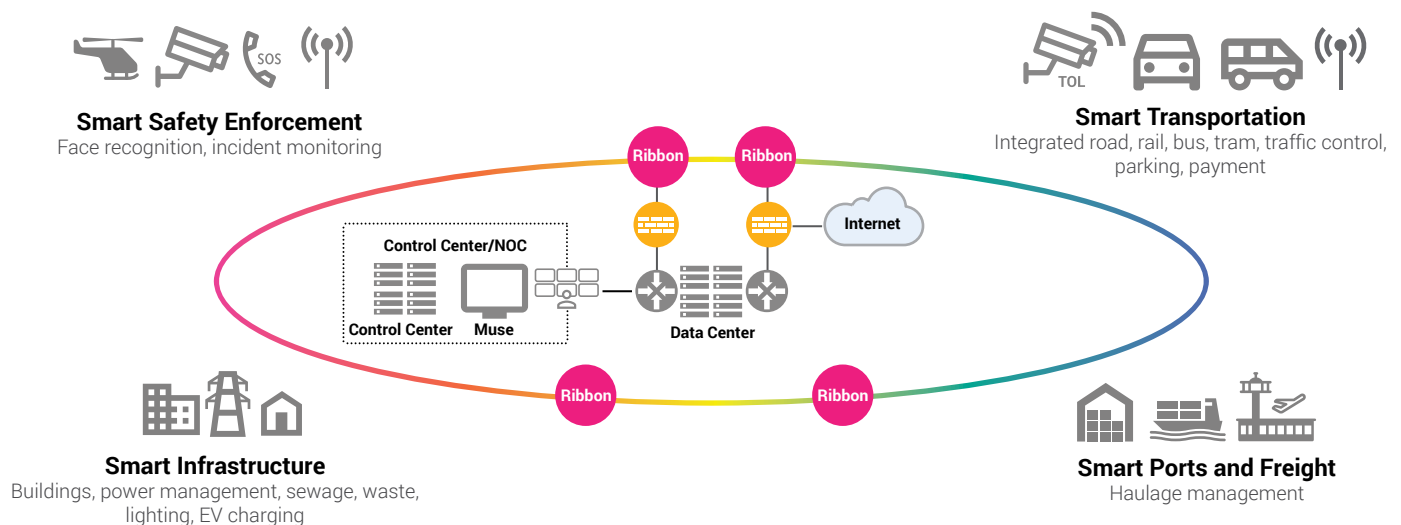 SOS
Smart Safety Enforcement
Face recognition, incident monitoring
TOL
Smart Transportation
Integrated road, rail, bus, tram, traffic control,
parking, payment
Ribbon
Ribbon
Internet
Control Center/NOC
Control Center
Muse
Data Center
Ribbon
Ribbon
Smart Infrastructure
Buildings, power management, sewage, waste,
lighting, EV charging
Smart Ports and Freight
Haulage management